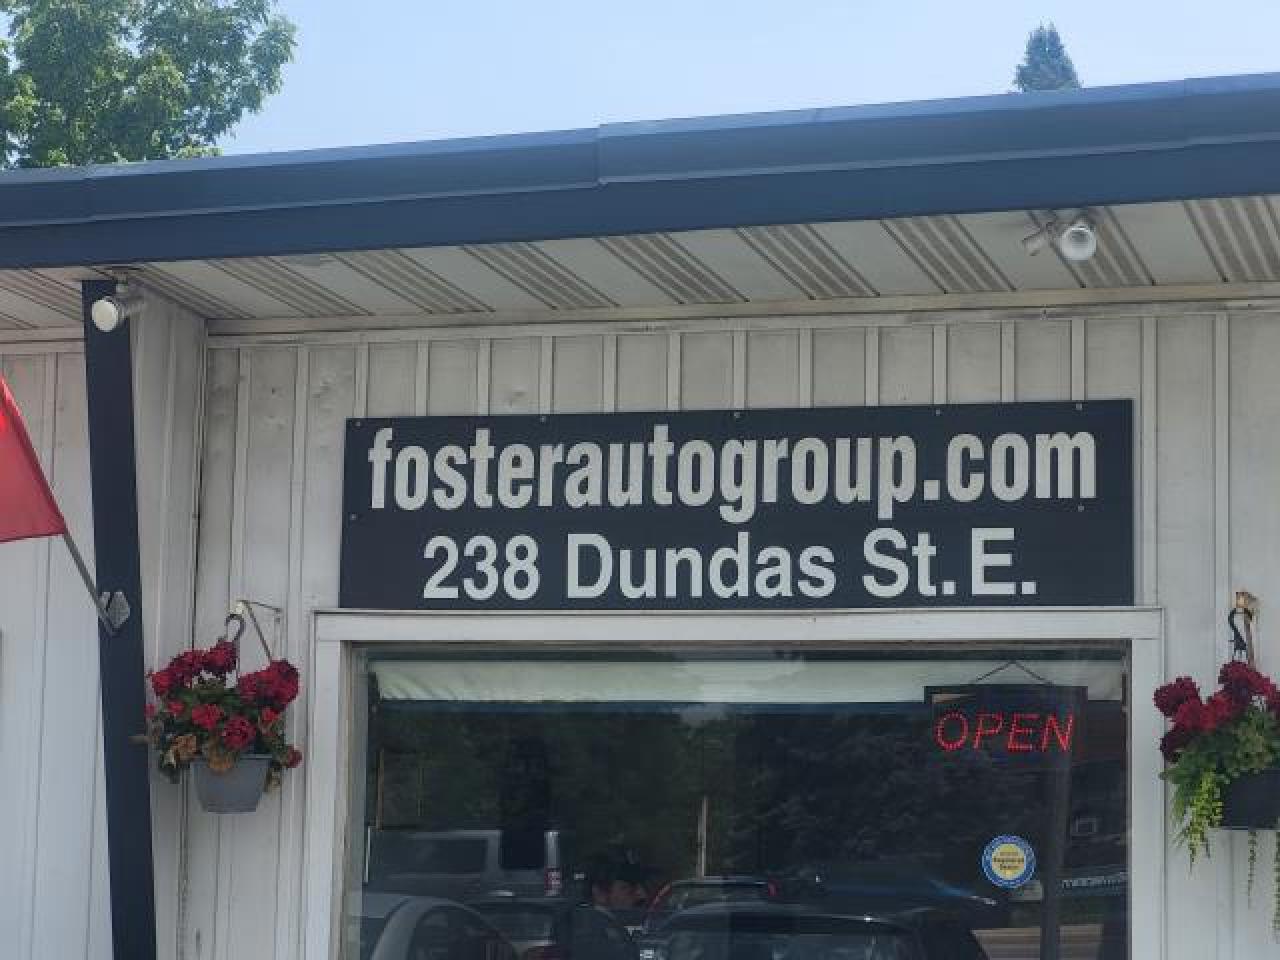 fosterautogroup.com
238 Dundas St. E.
OPEN